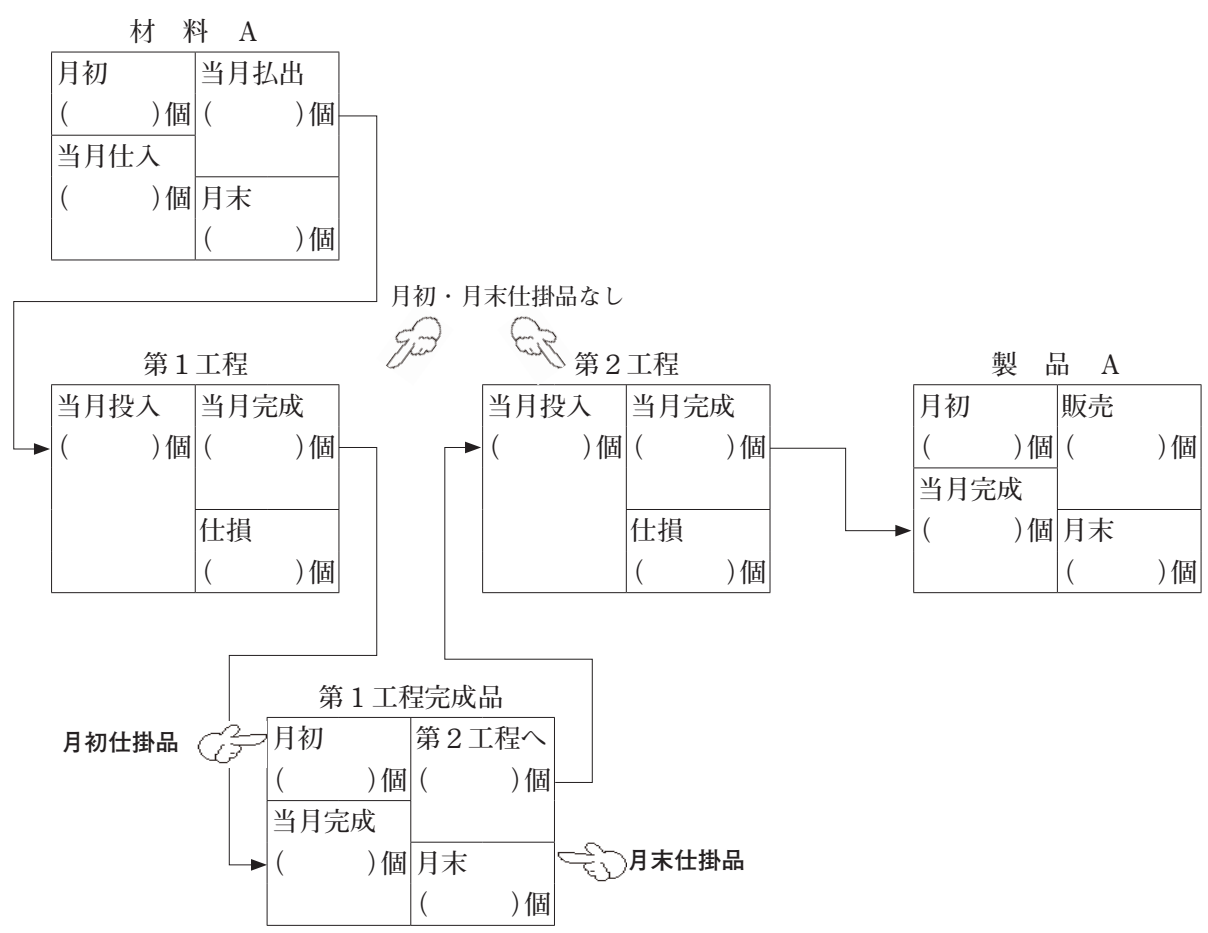 材 料 A
月初 当月払出
( )個 ( )個
当月仕入
( )個 月末
( )個
月初・月末仕掛品なし
第1工程 第2工程 製 品 A
当月投入 当月完成 当月投入 当月完成 月初 販売
( )個 ( )個 ( )個 ( )個 ( )個 ( )個
当月完成
仕損 仕損 ( )個 月末
( )個 ( )個 ( )個
第1工程完成品
月初仕掛品 月初 第2工程へ
( )個 ( )個
当月完成
( )個 月末 月末仕掛品
( )個